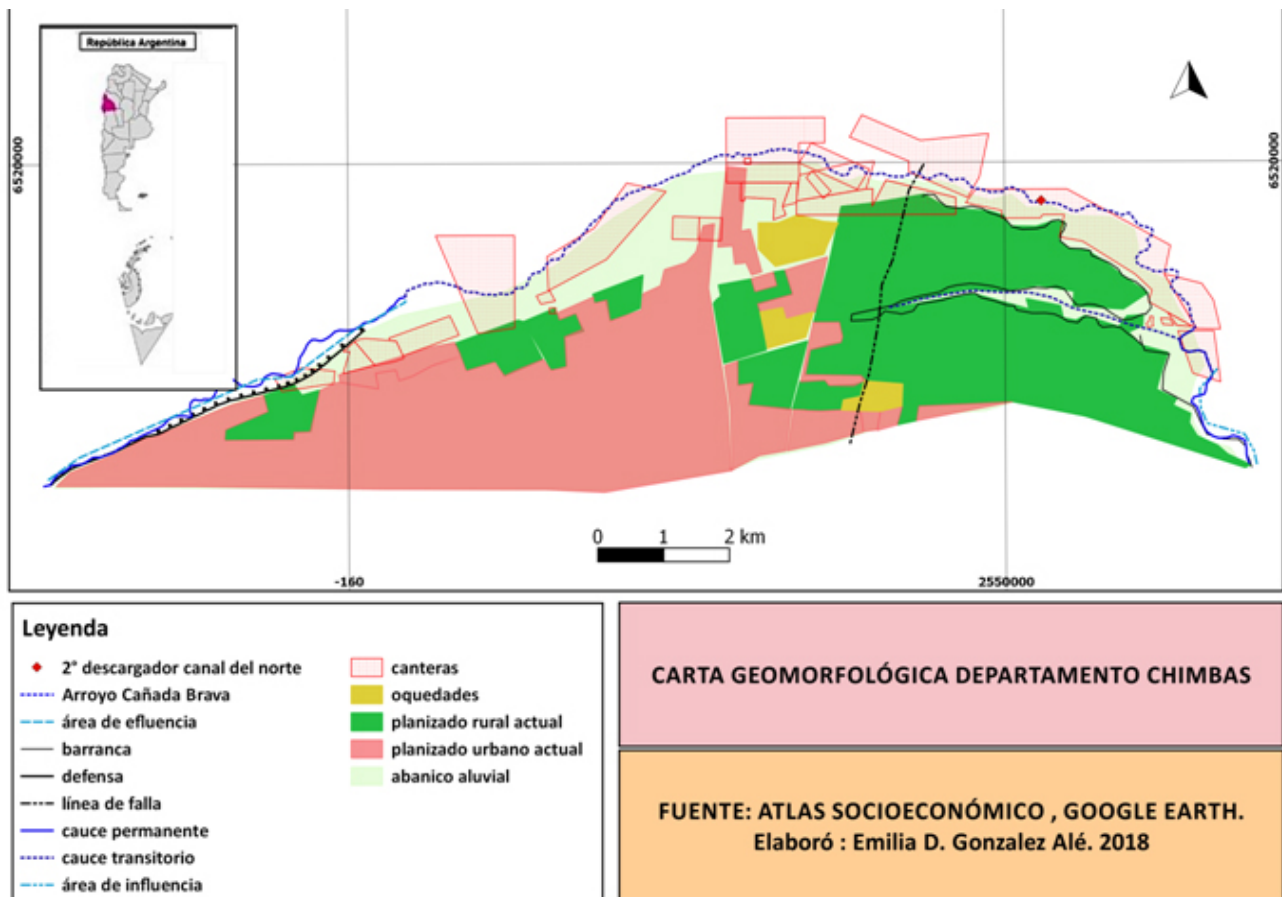 República Argentina
6520000
6520000
0 1 2 km
-160
2550000
Leyenda
2° descargador canal del norte
Arroyo Cañada Brava
área de efluencia
barranca
defensa
línea de falla
cauce permanente
cauce transitorio
área de influencia
canteras
oquedades
planizado rural actual
planizado urbano actual
abanico aluvial
CARTA GEOMORFOLÓGICA DEPARTAMENTO CHIMBAS
FUENTE: ATLAS SOCIOECONÓMICO , GOOGLE EARTH.
Elaboró : Emilia D. Gonzalez Alé. 2018